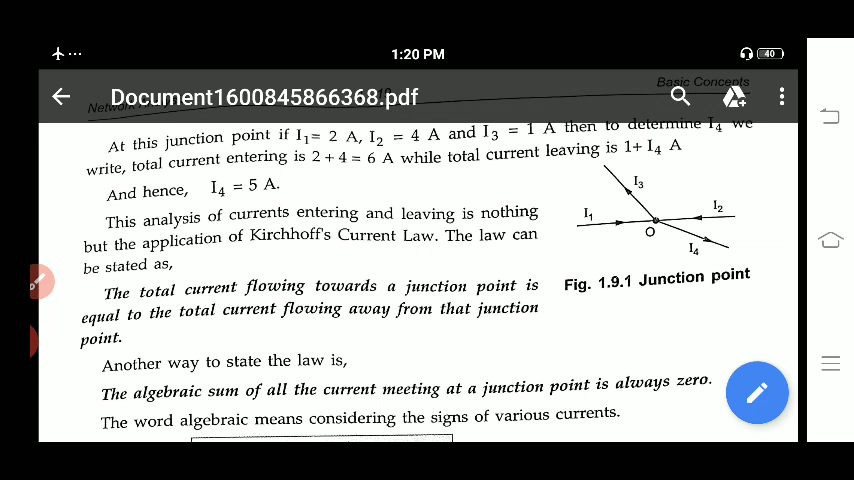 1:20 PM
40
Document1600845866368.pdf
Basic Concepts
At this junction point if I1= 2 A, I2 = 4 A and I3 = 1 A then to determine I4 we
write, total current entering is 2 + 4 = 6 A while total current leaving is 1+ I4 A
And hence, I4 = 5 A.
This analysis of currents entering and leaving is nothing
but the application of Kirchhoff's Current Law. The law can
be stated as,
The total current flowing towards a junction point is
equal to the total current flowing away from that junction
point.
I3
I1
I2
O
I4
Fig. 1.9.1 Junction point
Another way to state the law is,
The algebraic sum of all the current meeting at a junction point is always zero.
The word algebraic means considering the signs of various currents.